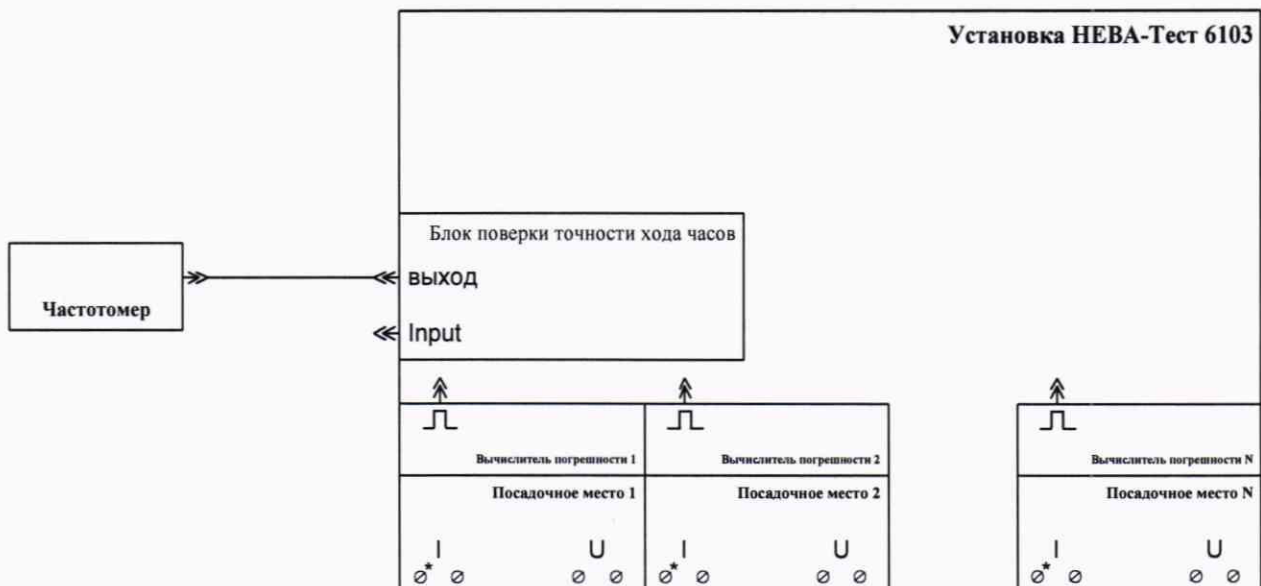 Установка НЕВА-Тест 6103
Блок поверки точности хода часов
Частотомер
выход
Input
Вычислитель погрешности 1
Вычислитель погрешности 2
Вычислитель погрешности N
Посадочное место 1
Посадочное место 2
Посадочное место N
I U I U I U
* * *